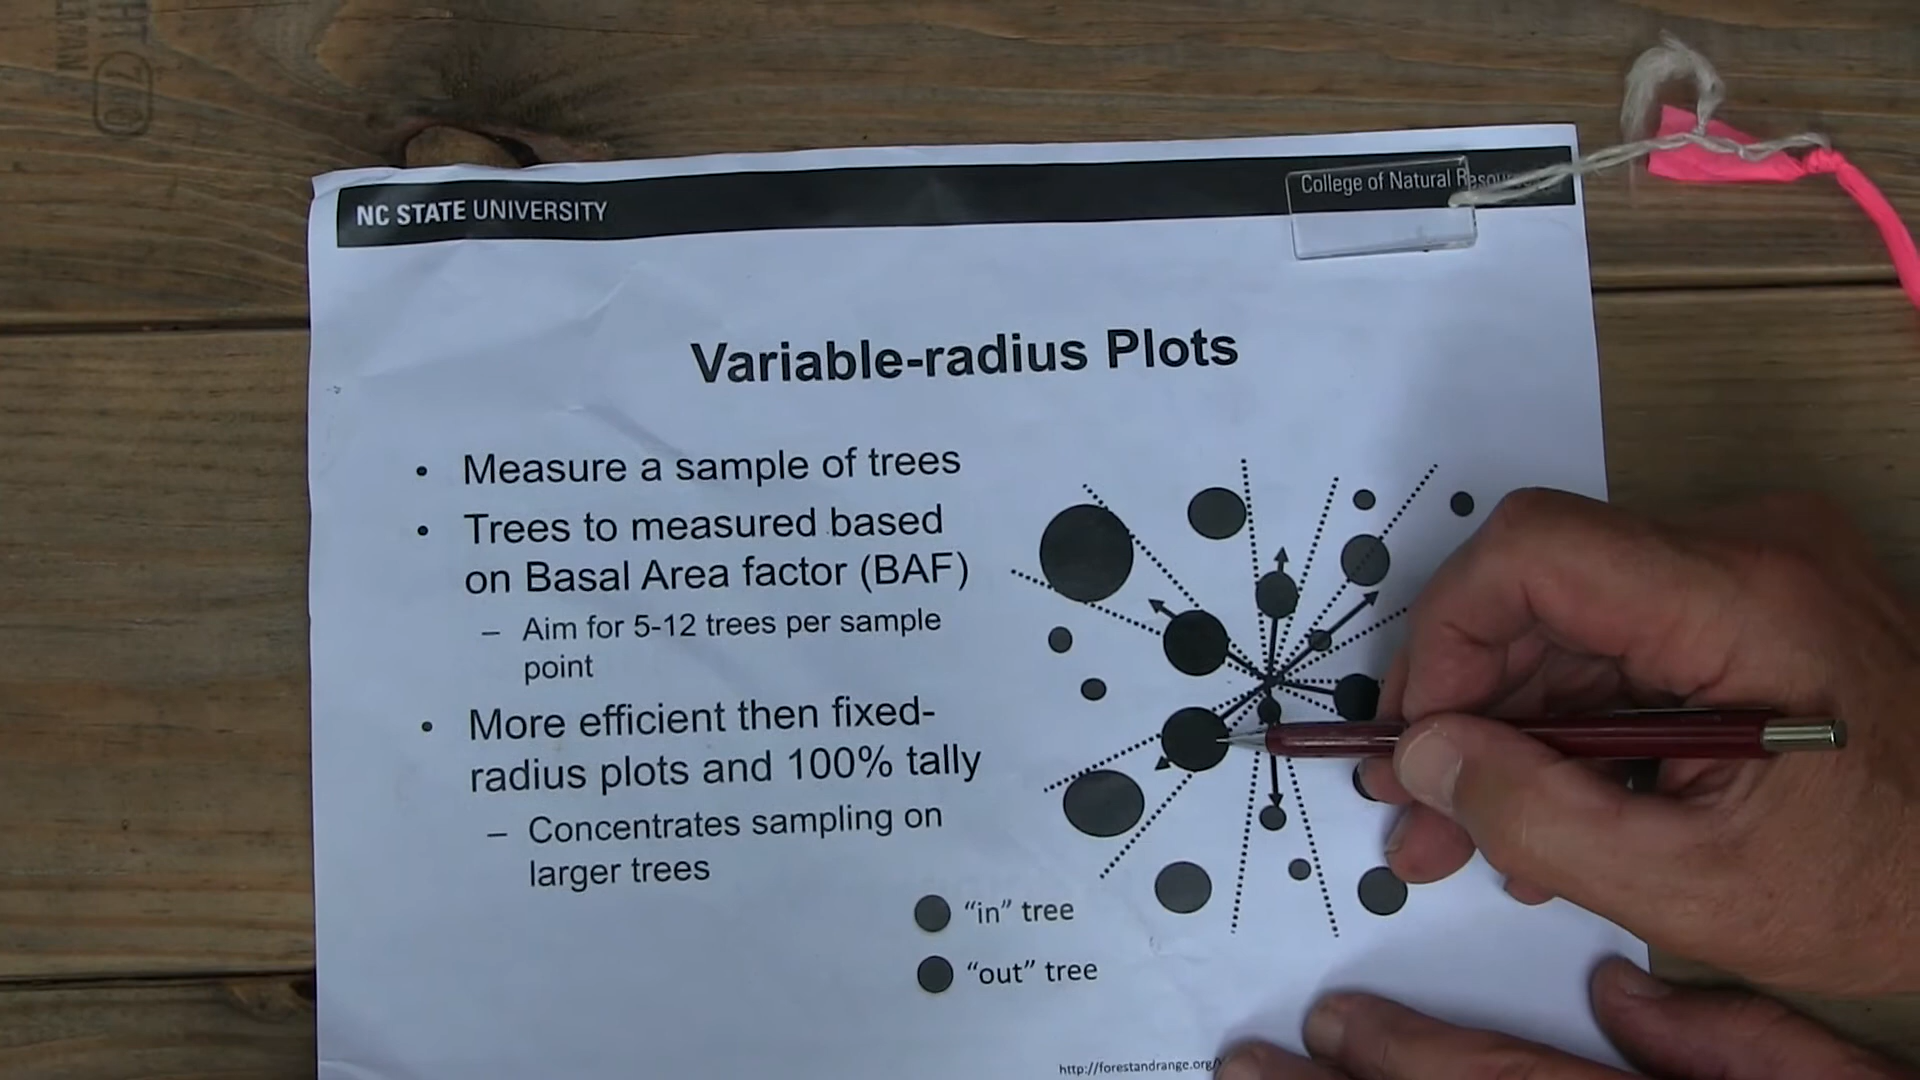 NC STATE UNIVERSITY
College of Natural
Variable-radius Plots
• Measure a sample of trees
• Trees to measured based
on Basal Area factor (BAF)
– Aim for 5-12 trees per sample
point
• More efficient then fixed-
radius plots and 100% tally
– Concentrates sampling on
larger trees
“in” tree
“out” tree
http://forestandrange.org/